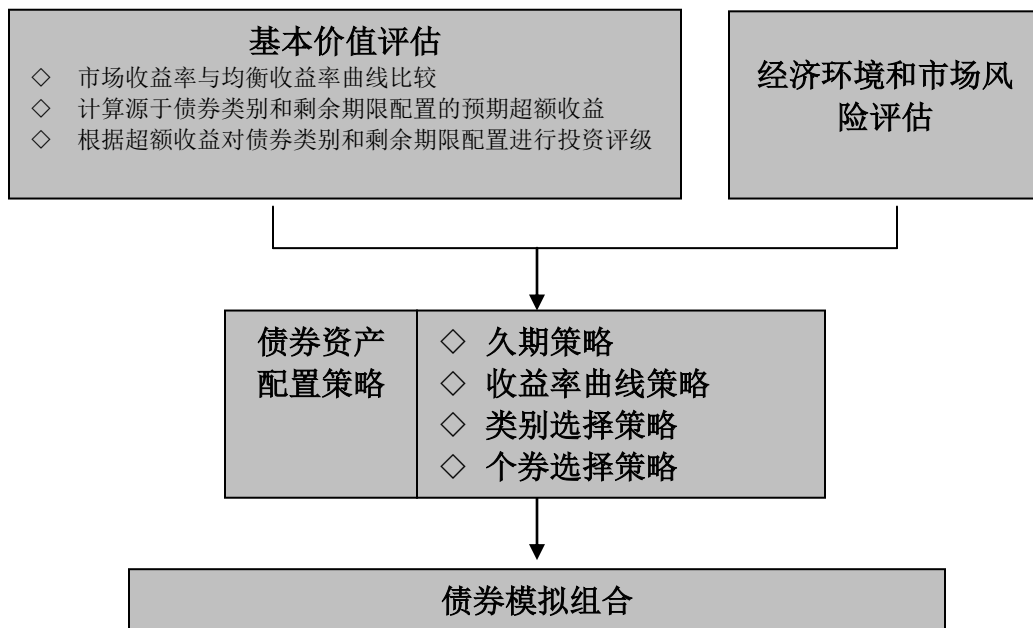 基本价值评估
◇ 市场收益率与均衡收益率曲线比较
◇ 计算源于债券类别和剩余期限配置的预期超额收益
◇ 根据超额收益对债券类别和剩余期限配置进行投资评级
经济环境和市场风
险评估
债券资产
配置策略
◇ 久期策略
◇ 收益率曲线策略
◇ 类别选择策略
◇ 个券选择策略
债券模拟组合